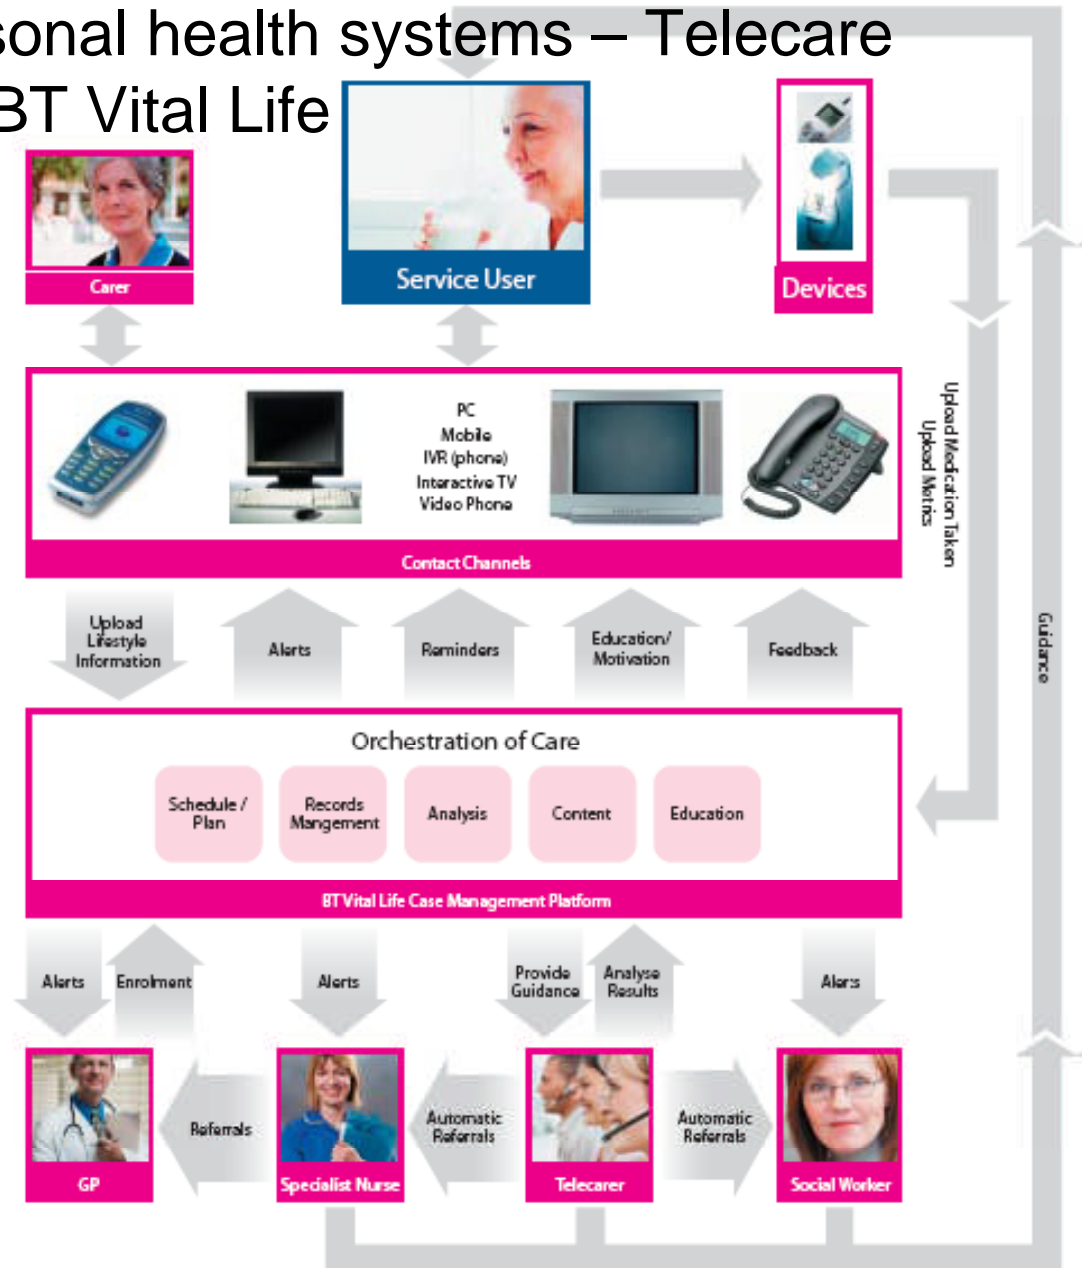 sonal health systems – Telecare
BT Vital Life
Carer
Service User
Devices
PC
Mobile
IVR (phone)
Interactive TV
Video Phone
Contact Channels
Upload Medication Taken
Upload Metrics
Guidance
Upload
Lifestyle
Information
Alerts
Reminders
Education/
Motivation
Feedback
Orchestration of Care
Schedule /
Plan
Records
Mangement
Analysis
Content
Education
BT Vital Life Case Management Platform
Alerts
Enrolment
Alerts
Provide
Guidance
Analyse
Results
Alerts
Referrals
Automatic
Referrals
Automatic
Referrals
GP
Specialist Nurse
Telecarer
Social Worker